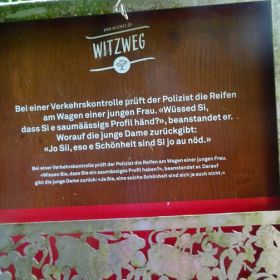 www.witzweg.ch
WITZWEG
Bei einer Verkehrskontrolle prüft der Polizist die Reifen
am Wagen einer jungen Frau. «Wüssed Si,
dass Si e saumäässigs Profil händ?», beanstandet er.
Worauf die junge Dame zurückgibt:
«Jo Sii, eso e Schönheit sind Si jo au nöd.»
Bei einer Verkehrskontrolle prüft der Polizist die Reifen am Wagen einer jungen Frau.
«Wissen Sie, dass Sie ein saumässiges Profil haben?», beanstandet er. Darauf
gibt die junge Dame zurück: «Ja Sie, eine solche Schönheit sind sich ja auch nicht.»